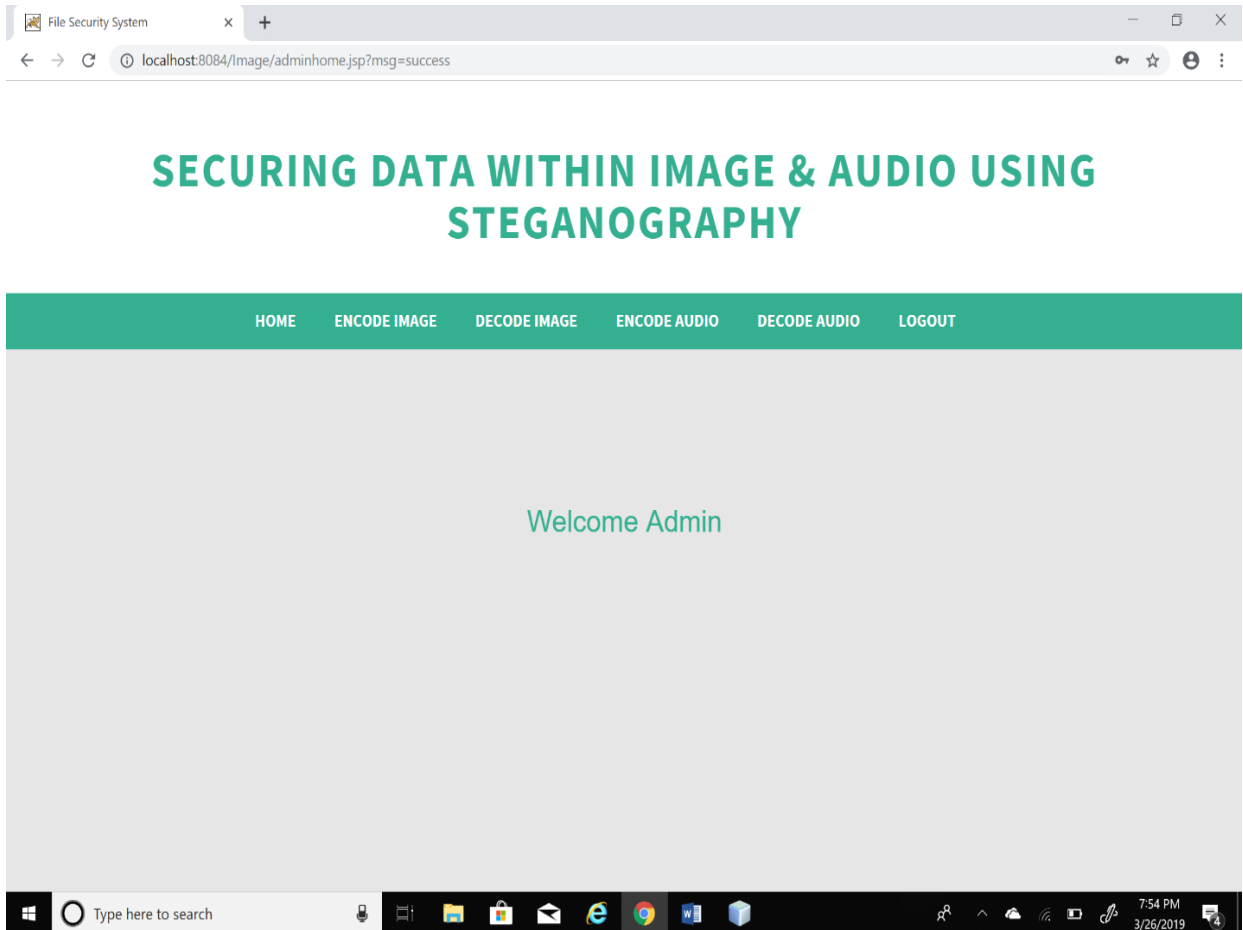 File Security System
localhost:8084/Image/adminhome.jsp?msg=success
SECURING DATA WITHIN IMAGE & AUDIO USING
STEGANOGRAPHY
HOME ENCODE IMAGE DECODE IMAGE ENCODE AUDIO DECODE AUDIO LOGOUT
Welcome Admin
Type here to search
7:54 PM
3/26/2019
4